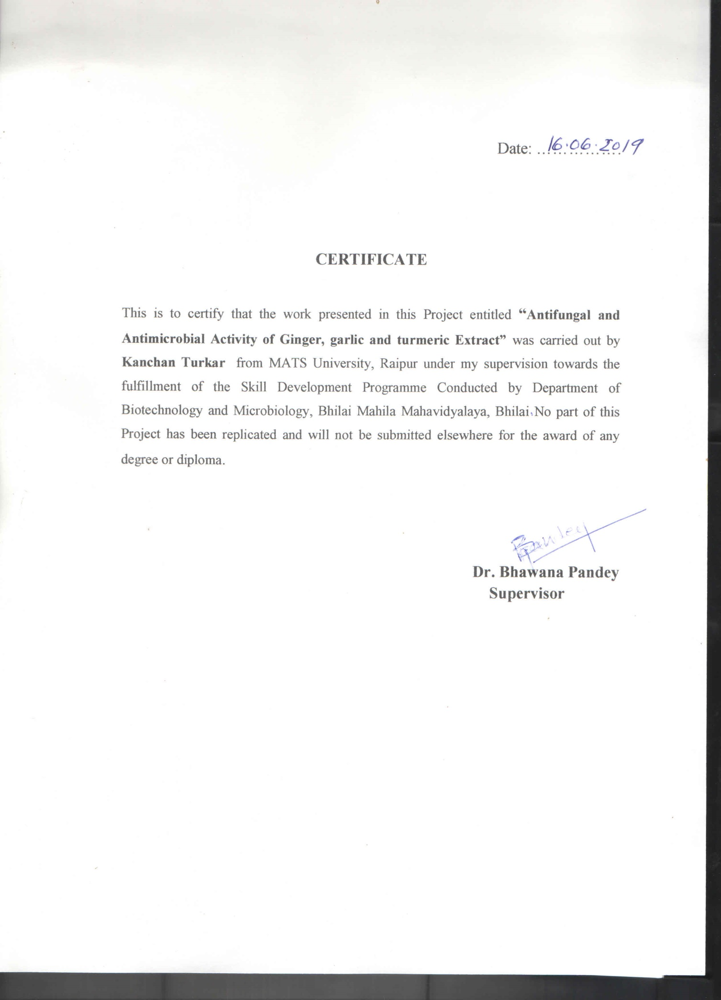 Date: ..16.06.2019
CERTIFICATE
This is to certify that the work presented in this Project entitled “Antifungal and
Antimicrobial Activity of Ginger, garlic and turmeric Extract” was carried out by
Kanchan Turkar from MATS University, Raipur under my supervision towards the
fulfillment of the Skill Development Programme Conducted by Department of
Biotechnology and Microbiology, Bhilai Mahila Mahavidyalaya, Bhilai.No part of this
Project has been replicated and will not be submitted elsewhere for the award of any
degree or diploma.
BPandey
Dr. Bhawana Pandey
Supervisor